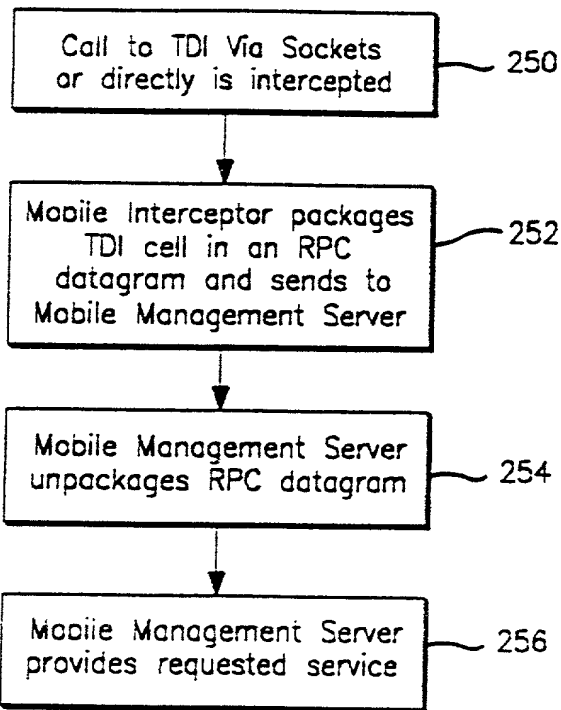 Call to TDI Via Sockets
or directly is intercepted
250
Mobile Interceptor packages
TDI cell in an RPC
datagram and sends to
Mobile Management Server
252
Mobile Management Server
unpackages RPC datagram
254
Mobile Management Server
provides requested service
256